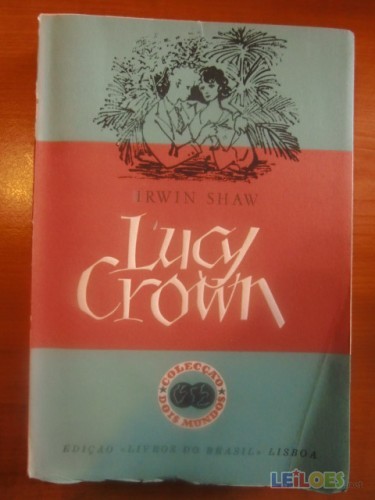 IRWIN SHAW
Lucy
Crown
COLECÇÃO
DOIS MUNDOS
EDIÇÃO «LIVROS DO BRASIL» LISBOA
LEILOES